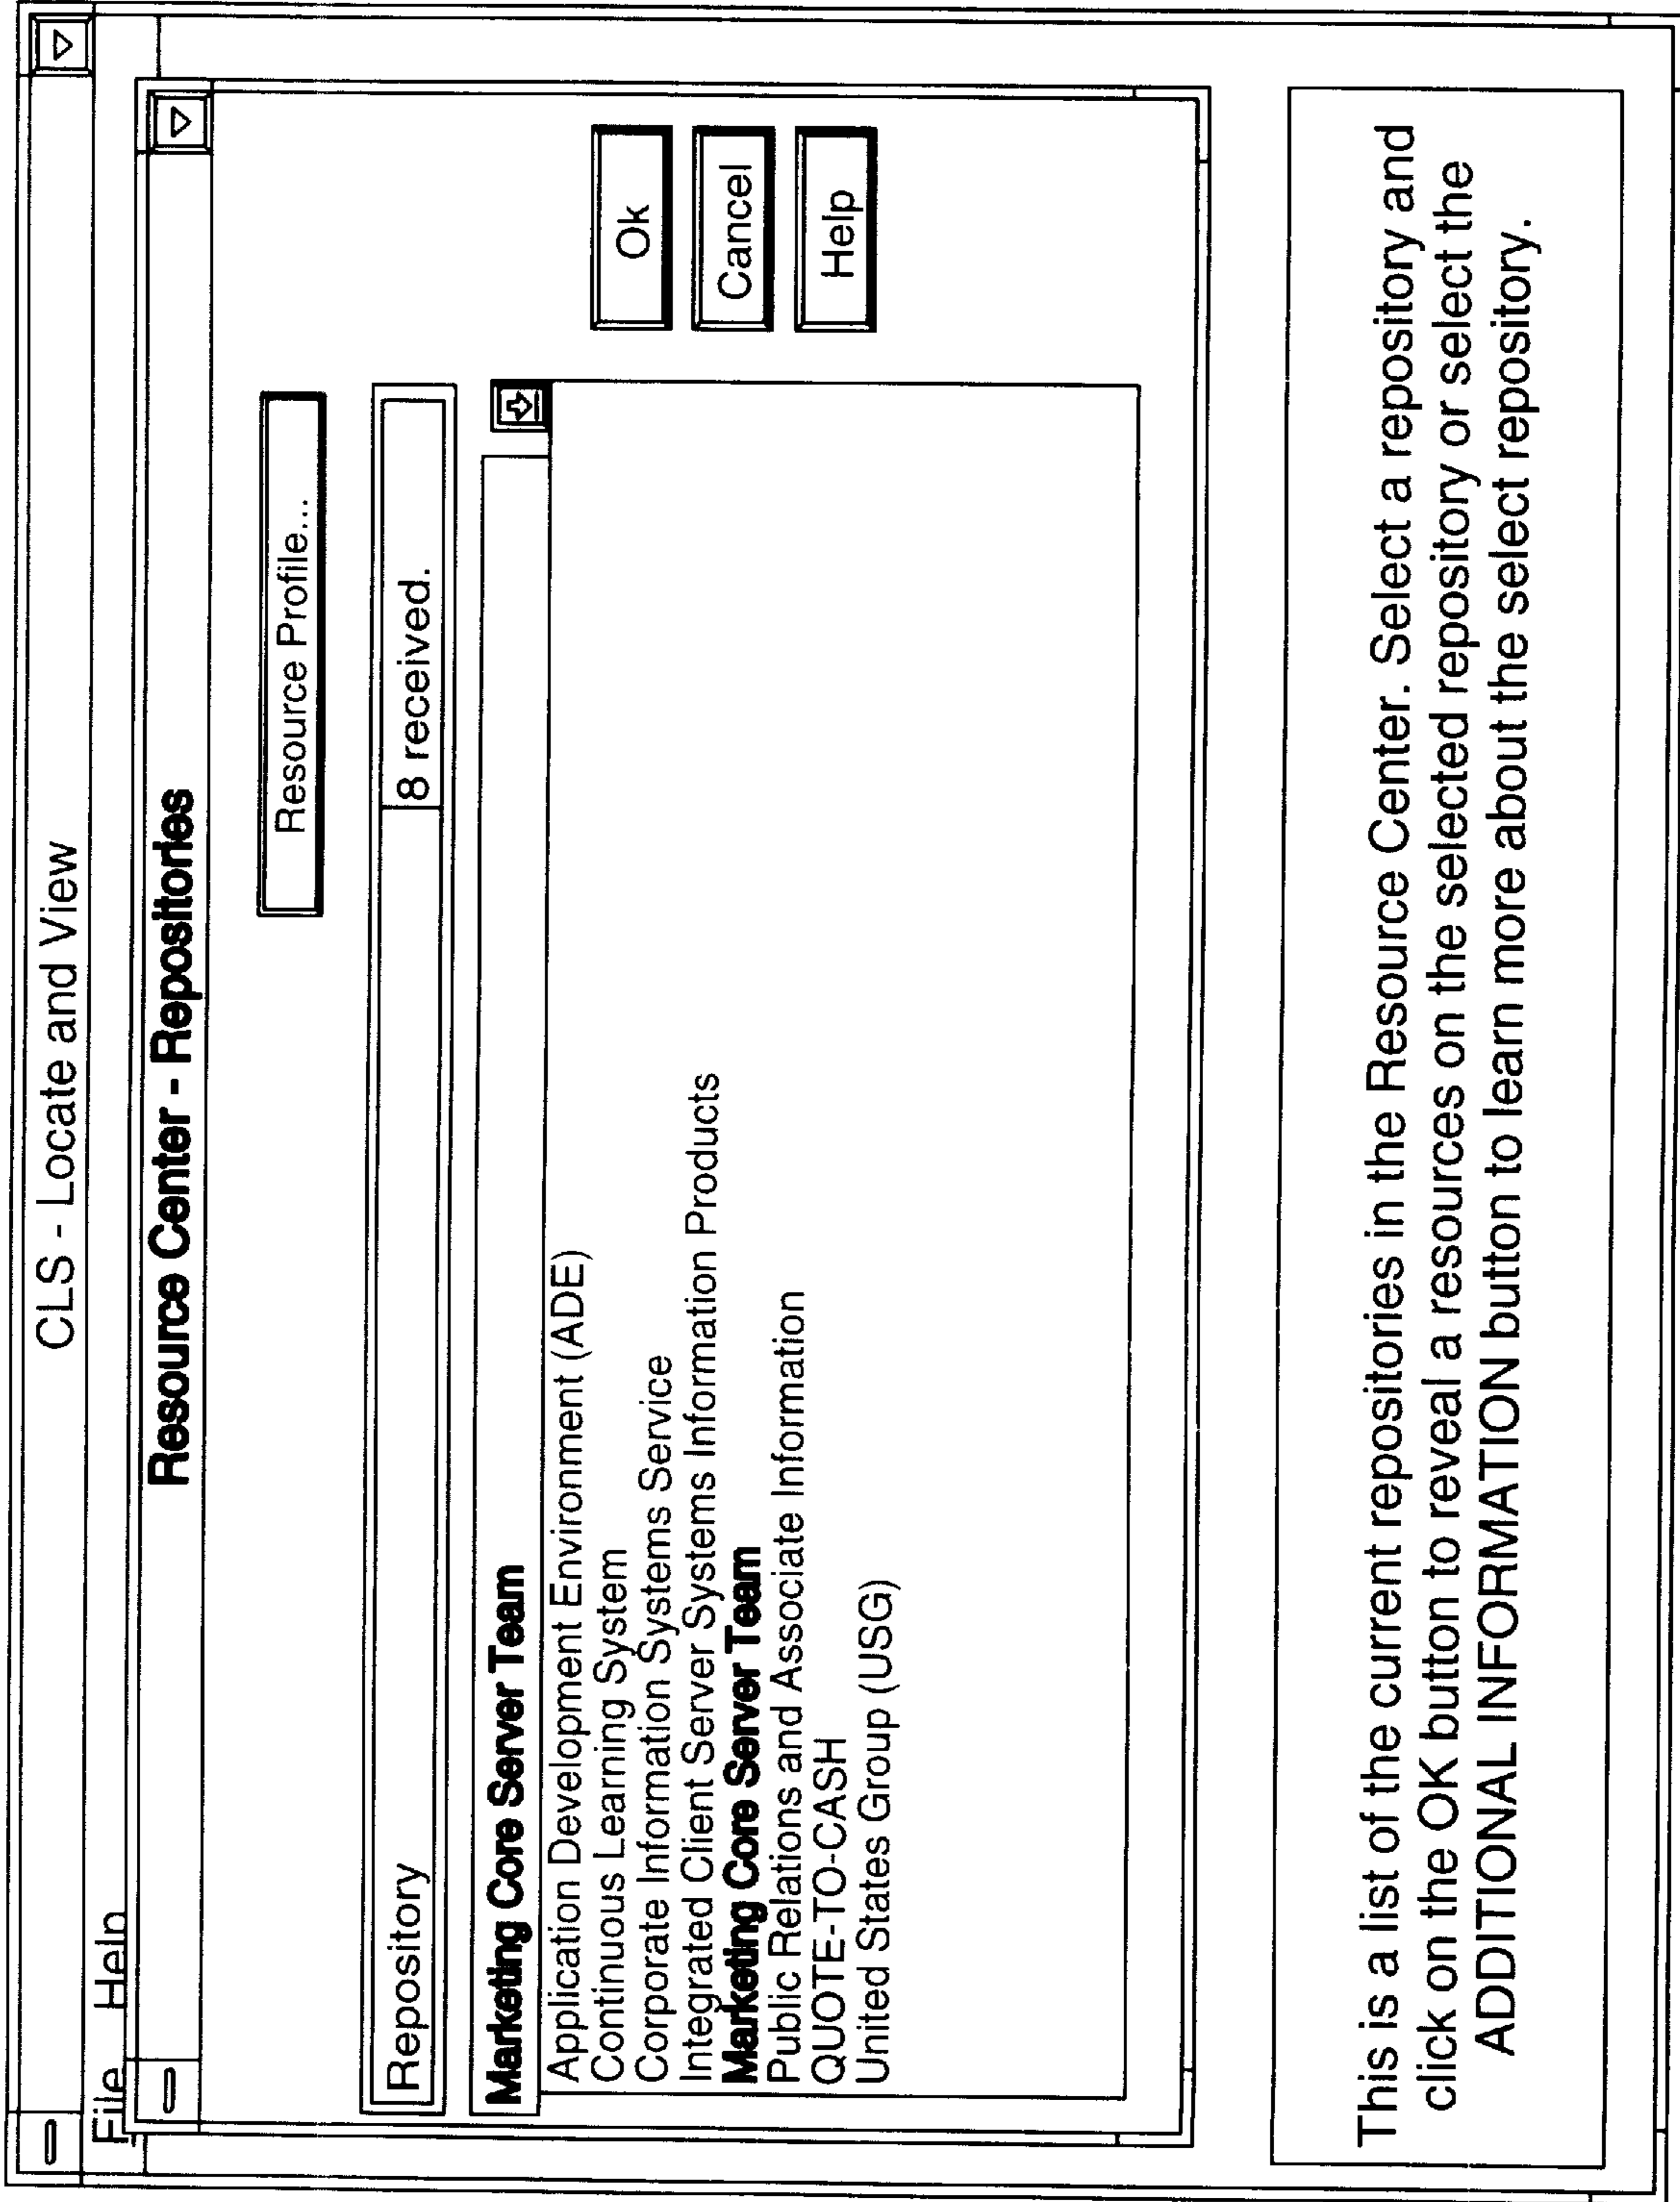 CLS - Locate and View
File Help
Resource Center - Repositories
Resource Profile...
Repository 8 received.
Marketing Core Server Team
Application Development Environment (ADE)
Continuous Learning System
Corporate Information Systems Service
Integrated Client Server Systems Information Products
Marketing Core Server Team
Public Relations and Associate Information
QUOTE-TO-CASH
United States Group (USG)
Ok
Cancel
Help
This is a list of the current repositories in the Resource Center. Select a repository and
click on the OK button to reveal a resources on the selected repository or select the
ADDITIONAL INFORMATION button to learn more about the select repository.